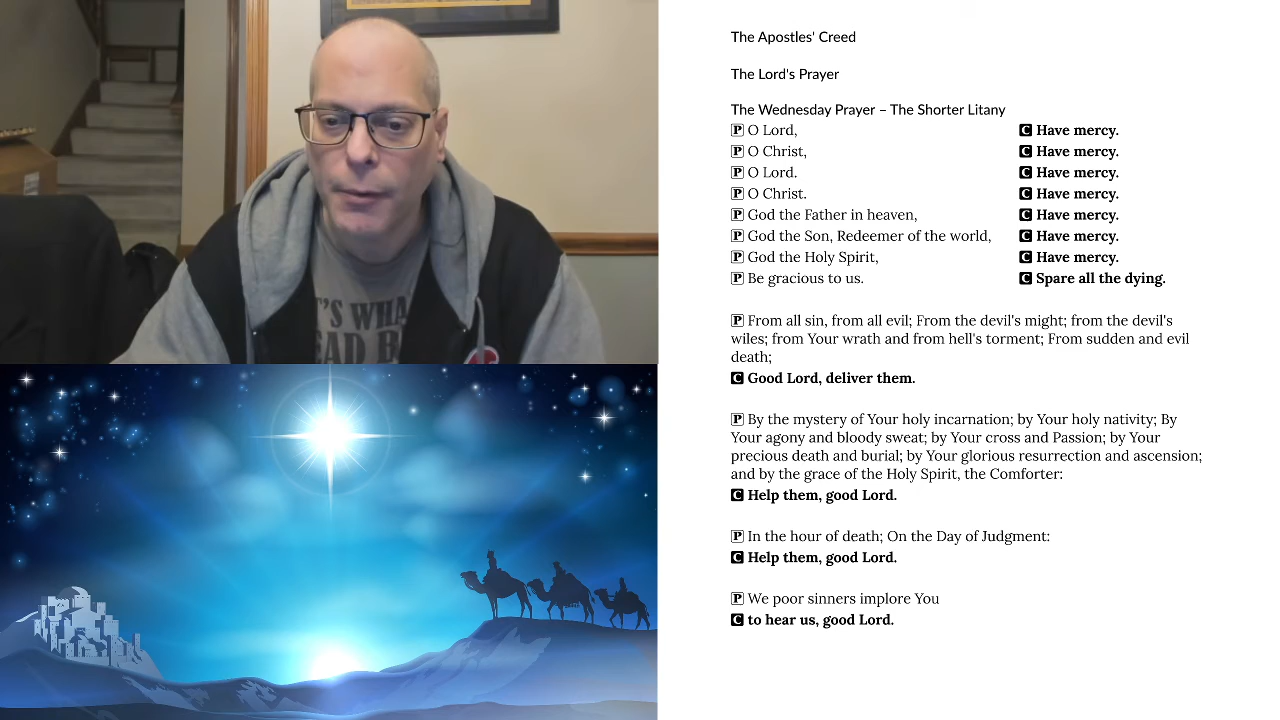 IT'S WHA
EAD B
The Apostles' Creed
The Lord's Prayer
The Wednesday Prayer – The Shorter Litany
P O Lord, C Have mercy.
P O Christ, C Have mercy.
P O Lord. C Have mercy.
P O Christ. C Have mercy.
P God the Father in heaven, C Have mercy.
P God the Son, Redeemer of the world, C Have mercy.
P God the Holy Spirit, C Have mercy.
P Be gracious to us. C Spare all the dying.
P From all sin, from all evil; From the devil's might; from the devil's
wiles; from Your wrath and from hell's torment; From sudden and evil
death;
C Good Lord, deliver them.
P By the mystery of Your holy incarnation; by Your holy nativity; By
Your agony and bloody sweat; by Your cross and Passion; by Your
precious death and burial; by Your glorious resurrection and ascension;
and by the grace of the Holy Spirit, the Comforter:
C Help them, good Lord.
P In the hour of death; On the Day of Judgment:
C Help them, good Lord.
P We poor sinners implore You
C to hear us, good Lord.